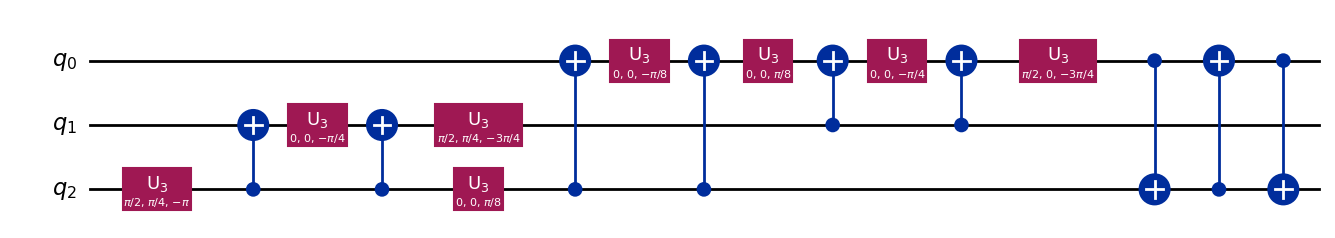 q0
U3
0, 0, −π/8
U3
0, 0, π/8
U3
0, 0, −π/4
U3
π/2, 0, −3π/4
q1
U3
0, 0, −π/4
U3
π/2, π/4, −3π/4
q2
U3
π/2, π/4, −π
U3
0, 0, π/8